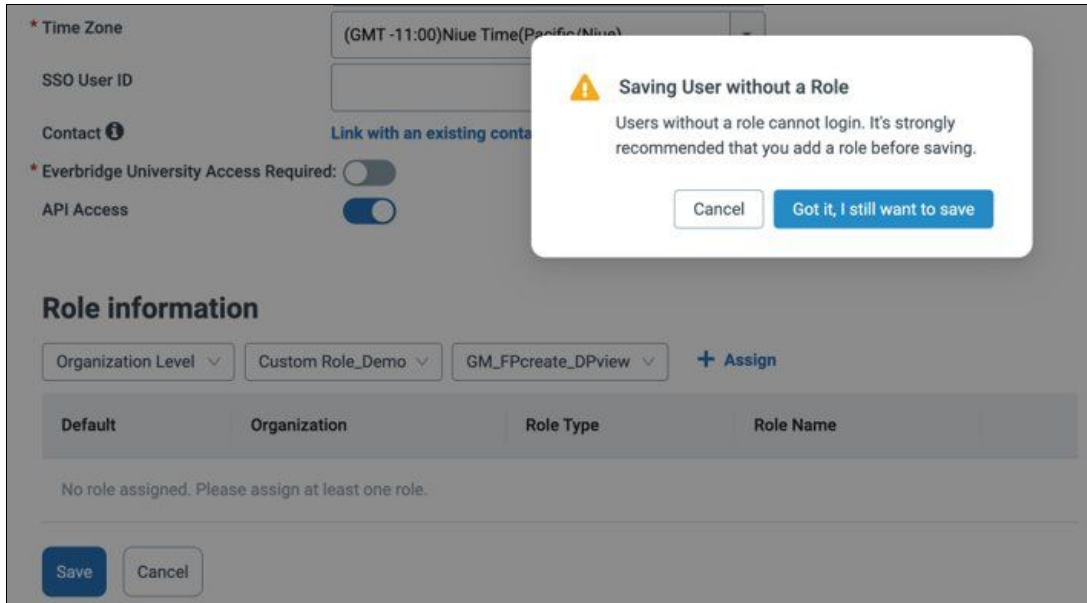 * Time Zone
(GMT -11:00)Niue Time(Pacific/Niue)
SSO User ID
Contact
Link with an existing conta
* Everbridge University Access Required:
API Access
Saving User without a Role
Users without a role cannot login. It's strongly
recommended that you add a role before saving.
Cancel
Got it, I still want to save
Role information
Organization Level
Custom Role_Demo
GM_FPcreate_DPview
+ Assign
Default
Organization
Role Type
Role Name
No role assigned. Please assign at least one role.
Save
Cancel